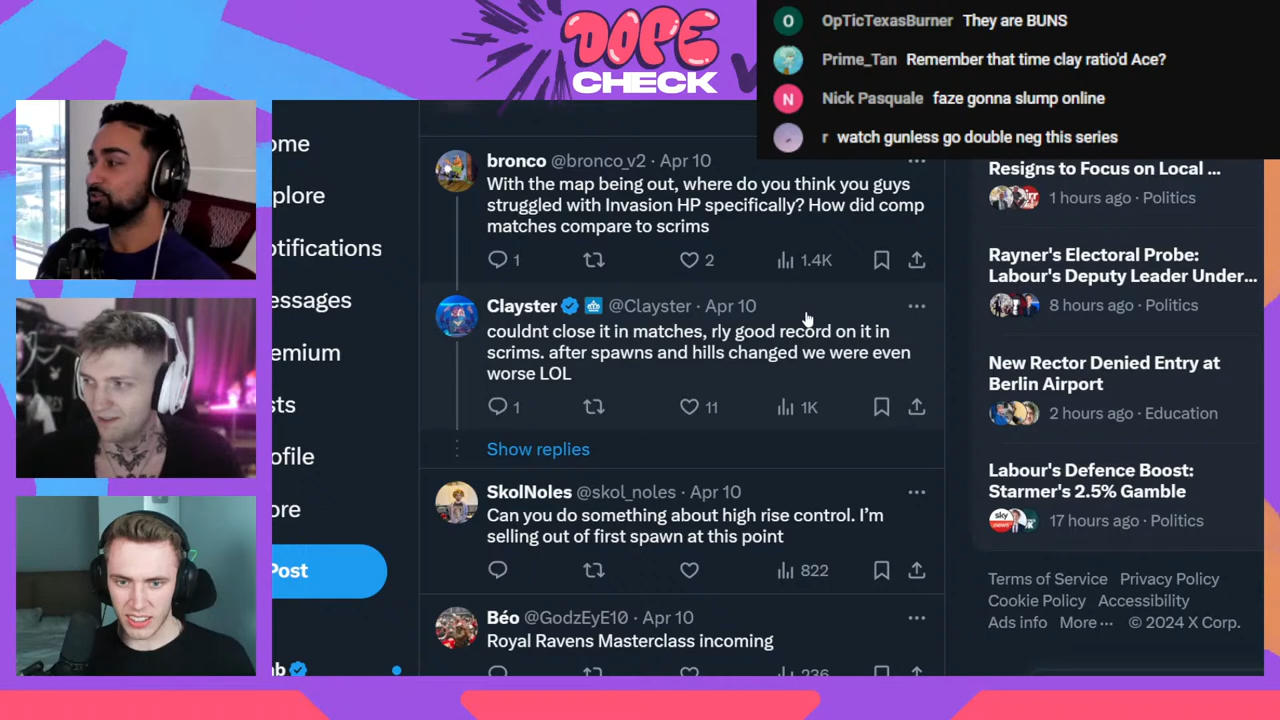 DOPE
CHECK
OpTicTexasBurner They are BUNS
Prime_Tan Remember that time clay ratio'd Ace?
N
Nick Pasquale faze gonna slump online
r watch gunless go double neg this series
O
ome
plore
otifications
essages
emium
sts
ofile
ore
Post
ab
bronco @bronco_v2 · Apr 10
With the map being out, where do you think you guys
struggled with Invasion HP specifically? How did comp
matches compare to scrims
1 2 1.4K
Clayster @Clayster · Apr 10
couldnt close it in matches, rly good record on it in
scrims. after spawns and hills changed we were even
worse LOL
1 11 1K
Show replies
SkolNoles @skol_noles · Apr 10
Can you do something about high rise control. I'm
selling out of first spawn at this point
822
Béo @GodzEyE10 · Apr 10
Royal Ravens Masterclass incoming
236
Resigns to Focus on Local ...
1 hours ago · Politics
Rayner's Electoral Probe:
Labour's Deputy Leader Under...
8 hours ago · Politics
New Rector Denied Entry at
Berlin Airport
2 hours ago · Education
Labour's Defence Boost:
Starmer's 2.5% Gamble
sky
17 hours ago · Politics
Terms of Service Privacy Policy
Cookie Policy Accessibility
Ads info More ··· © 2024 X Corp.